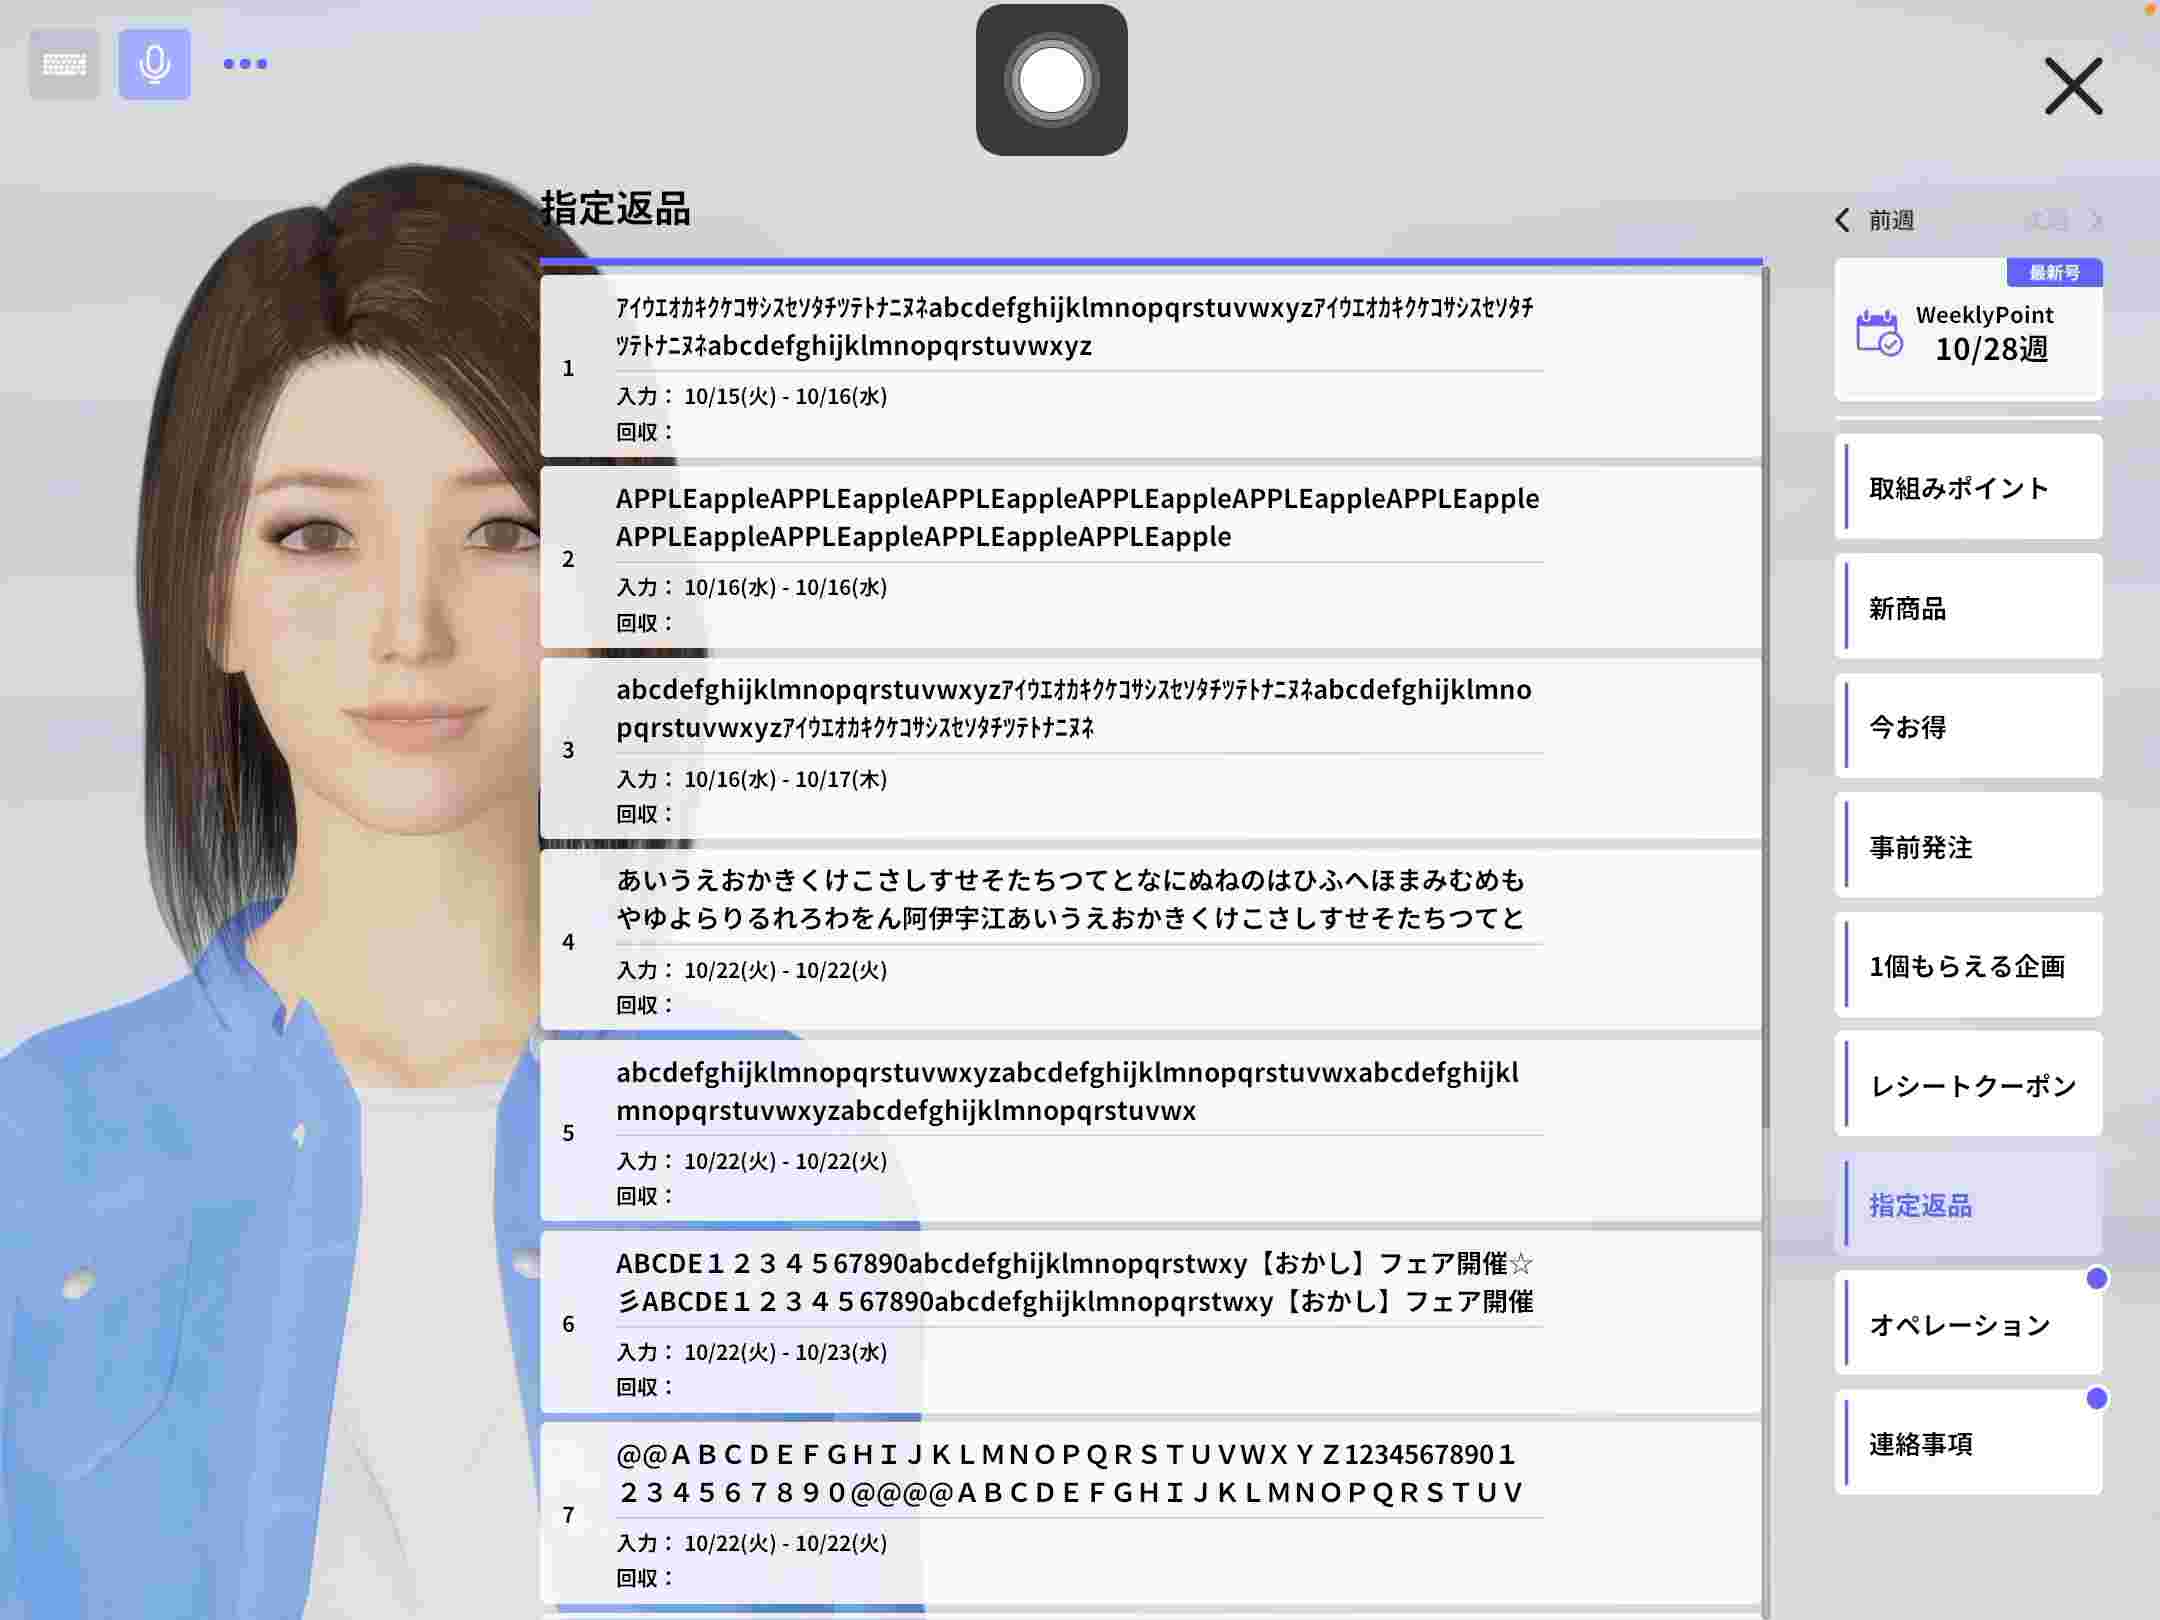 指定返品
1
ｱｲｳｴｵｶｷｸｹｺｻｼｽｾｿﾀﾁﾂﾃﾄﾅﾆﾇﾈabcdefghijklmnopqrstuvwxyzｱｲｳｴｵｶｷｸｹｺｻｼｽｾｿﾀﾁ
ﾂﾃﾄﾅﾆﾇﾈabcdefghijklmnopqrstuvwxyz
入力： 10/15(火) - 10/16(水)
回収：
2
APPLEappleAPPLEappleAPPLEappleAPPLEappleAPPLEappleAPPLEapple
APPLEappleAPPLEappleAPPLEappleAPPLEapple
入力： 10/16(水) - 10/16(水)
回収：
3
abcdefghijklmnopqrstuvwxyzｱｲｳｴｵｶｷｸｹｺｻｼｽｾｿﾀﾁﾂﾃﾄﾅﾆﾇﾈabcdefghijklmno
pqrstuvwxyzｱｲｳｴｵｶｷｸｹｺｻｼｽｾｿﾀﾁﾂﾃﾄﾅﾆﾇﾈ
入力： 10/16(水) - 10/17(木)
回収：
4
あいうえおかきくけこさしすせそたちつてとなにぬねのはひふへほまみむめも
やゆよらりるれろわをん阿伊宇江あいうえおかきくけこさしすせそたちつてと
入力： 10/22(火) - 10/22(火)
回収：
5
abcdefghijklmnopqrstuvwxyzabcdefghijklmnopqrstuvwxabcdefghijkl
mnopqrstuvwxyzabcdefghijklmnopqrstuvwx
入力： 10/22(火) - 10/22(火)
回収：
6
ABCDE１２３４５67890abcdefghijklmnopqrstwxy【おかし】フェア開催☆
彡ABCDE１２３４５67890abcdefghijklmnopqrstwxy【おかし】フェア開催
入力： 10/22(火) - 10/23(水)
回収：
7
@@ＡＢＣＤＥＦＧＨＩＪＫＬＭＮＯＰＱＲＳＴＵＶＷＸＹＺ1234567890１
２３４５６７８９０@@@@ＡＢＣＤＥＦＧＨＩＪＫＬＭＮＯＰＱＲＳＴＵＶ
入力： 10/22(火) - 10/22(火)
回収：
前週
次週
最新号
WeeklyPoint
10/28週
取組みポイント
新商品
今お得
事前発注
1個もらえる企画
レシートクーポン
指定返品
オペレーション
連絡事項